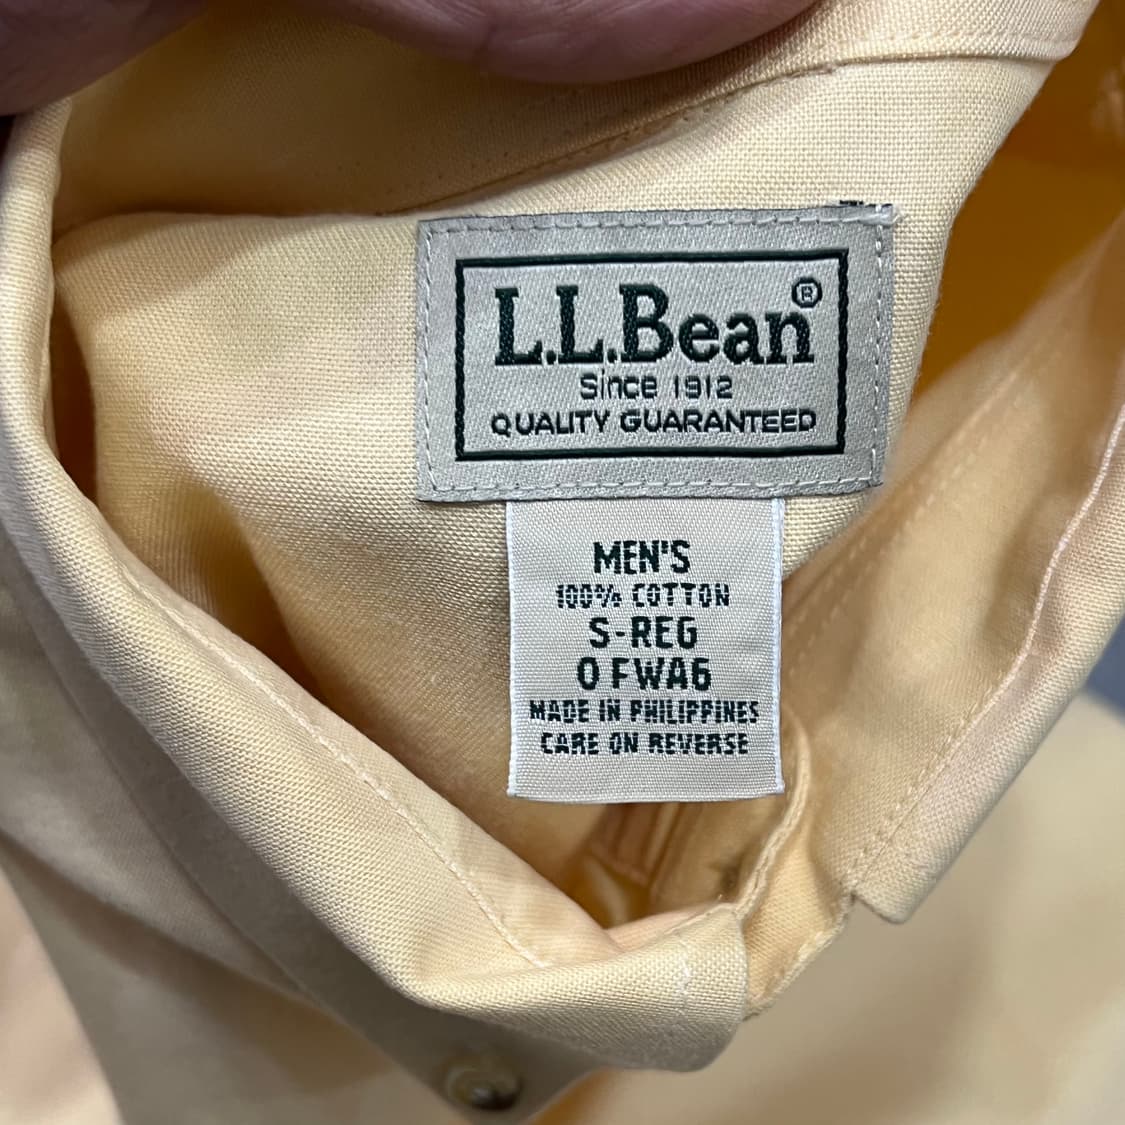 L.L.Bean®
Since 1912
QUALITY GUARANTEED
MEN'S
100% COTTON
S-REG
0 FWA6
MADE IN PHILIPPINES
CARE ON REVERSE